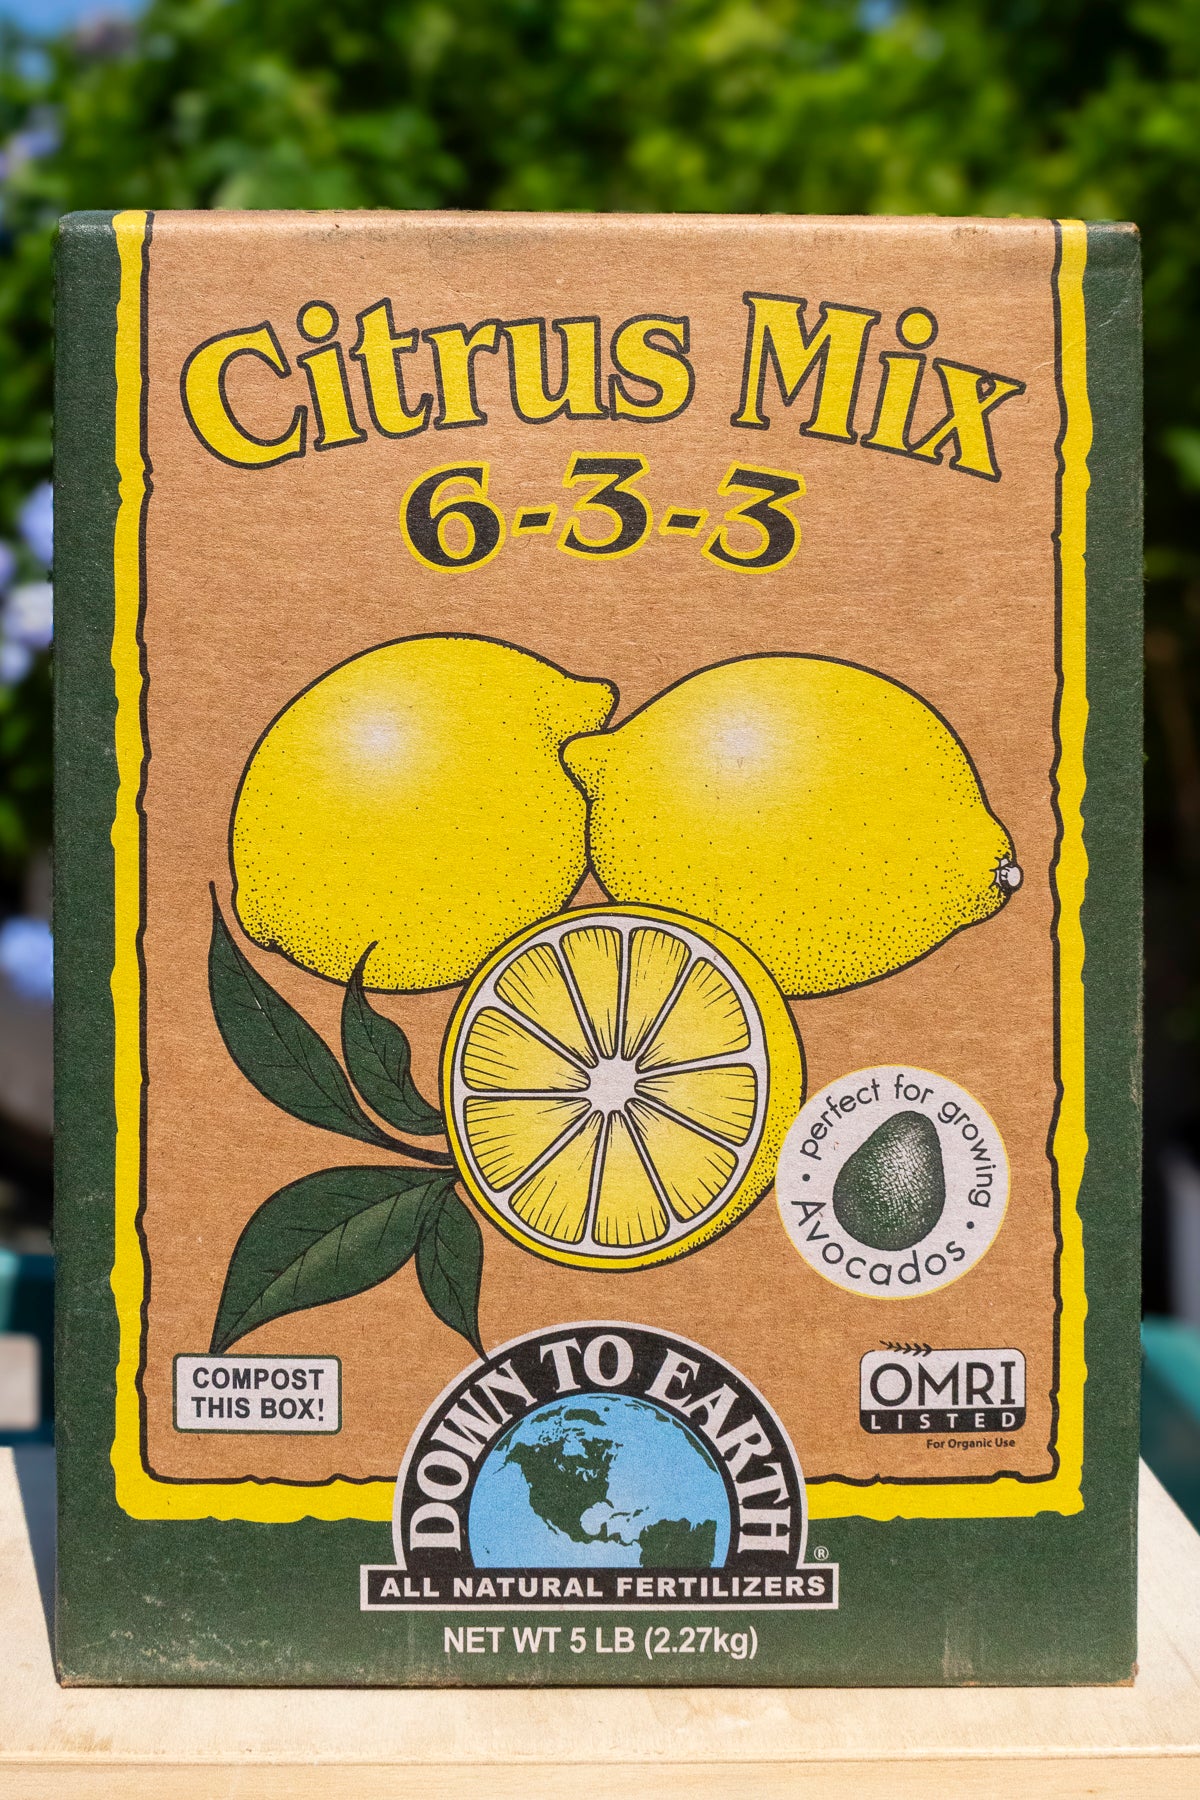 Citrus Mix
6-3-3
perfect for growing
• Avocados •
COMPOST
THIS BOX!
OMRI
LISTED
For Organic Use
DOWN TO EARTH
®
ALL NATURAL FERTILIZERS
NET WT 5 LB (2.27kg)